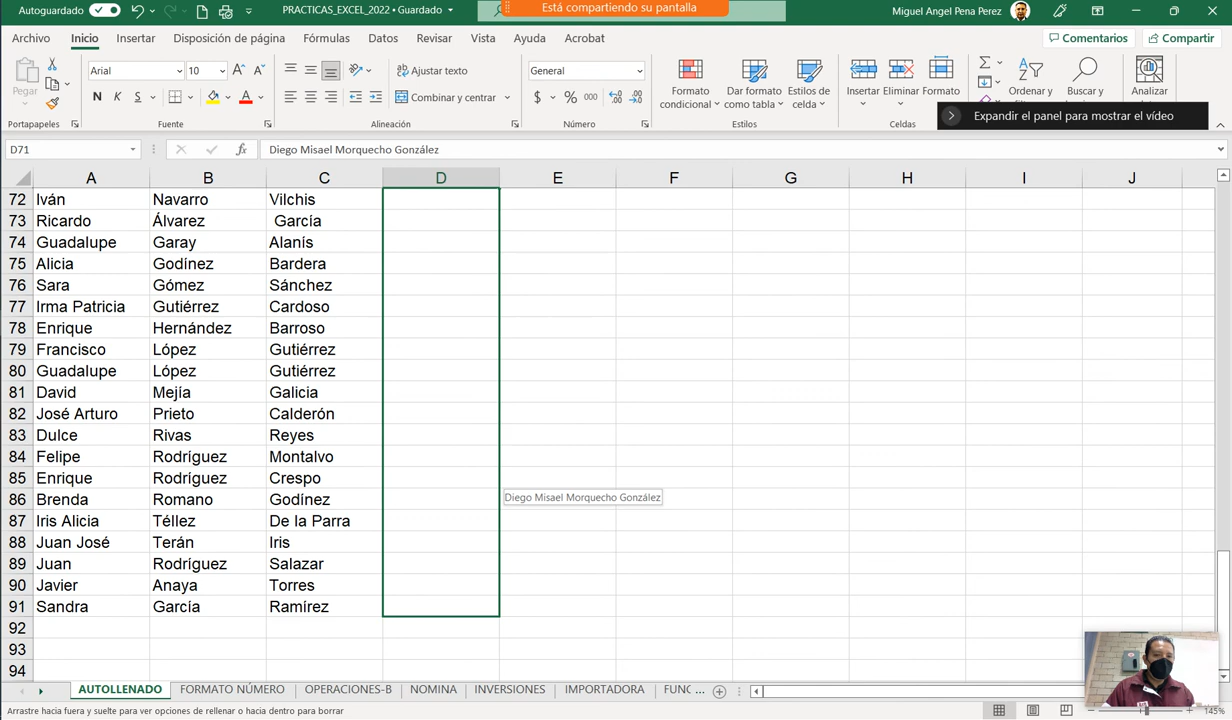 Autoguardado
PRACTICAS_EXCEL_2022 • Guardado
Está compartiendo su pantalla
Miguel Angel Pena Perez
Archivo Inicio Insertar Disposición de página Fórmulas Datos Revisar Vista Ayuda Acrobat
Comentarios Compartir
Pegar
Arial 10
N K S
Ajustar texto
Combinar y centrar
General
$ % 000
Formato condicional
Dar formato como tabla
Estilos de celda
Insertar Eliminar Formato
Ordenar y
Buscar y
Analizar
Portapapeles Fuente Alineación Número Estilos Celdas
Expandir el panel para mostrar el vídeo
D71 fx Diego Misael Morquecho González
A B C D E F G H I J
72 Iván Navarro Vilchis
73 Ricardo Álvarez García
74 Guadalupe Garay Alanís
75 Alicia Godínez Bardera
76 Sara Gómez Sánchez
77 Irma Patricia Gutiérrez Cardoso
78 Enrique Hernández Barroso
79 Francisco López Gutiérrez
80 Guadalupe López Gutiérrez
81 David Mejía Galicia
82 José Arturo Prieto Calderón
83 Dulce Rivas Reyes
84 Felipe Rodríguez Montalvo
85 Enrique Rodríguez Crespo
86 Brenda Romano Godínez Diego Misael Morquecho González
87 Iris Alicia Téllez De la Parra
88 Juan José Terán Iris
89 Juan Rodríguez Salazar
90 Javier Anaya Torres
91 Sandra García Ramírez
92
93
94
AUTOLLENADO FORMATO NÚMERO OPERACIONES-B NOMINA INVERSIONES IMPORTADORA FUNC ...
Arrastre hacia fuera y suelte para ver opciones de rellenar o hacia dentro para borrar
145%